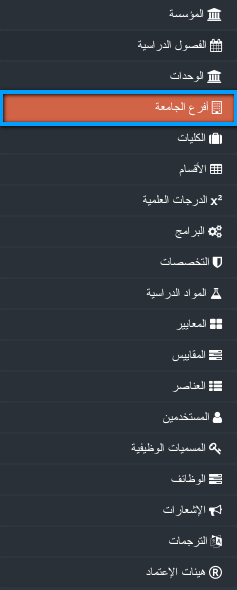 المؤسسة
الفصول الدراسية
الوحدات
أفرع الجامعة
الكليات
الأقسام
الدرجات العلمية x²
البرامج
التخصصات
المواد الدراسية
المعايير
المقاييس
العناصر
المستخدمين
المسميات الوظيفية
الوظائف
الإشعارات
الترجمات
هيئات الإعتماد ®